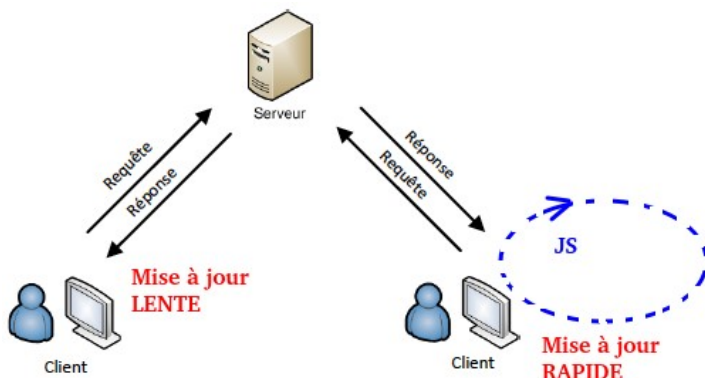 Serveur
Requête
Réponse
Réponse
Requête
JS
Mise à jour
LENTE
Client
Client
Mise à jour
RAPIDE